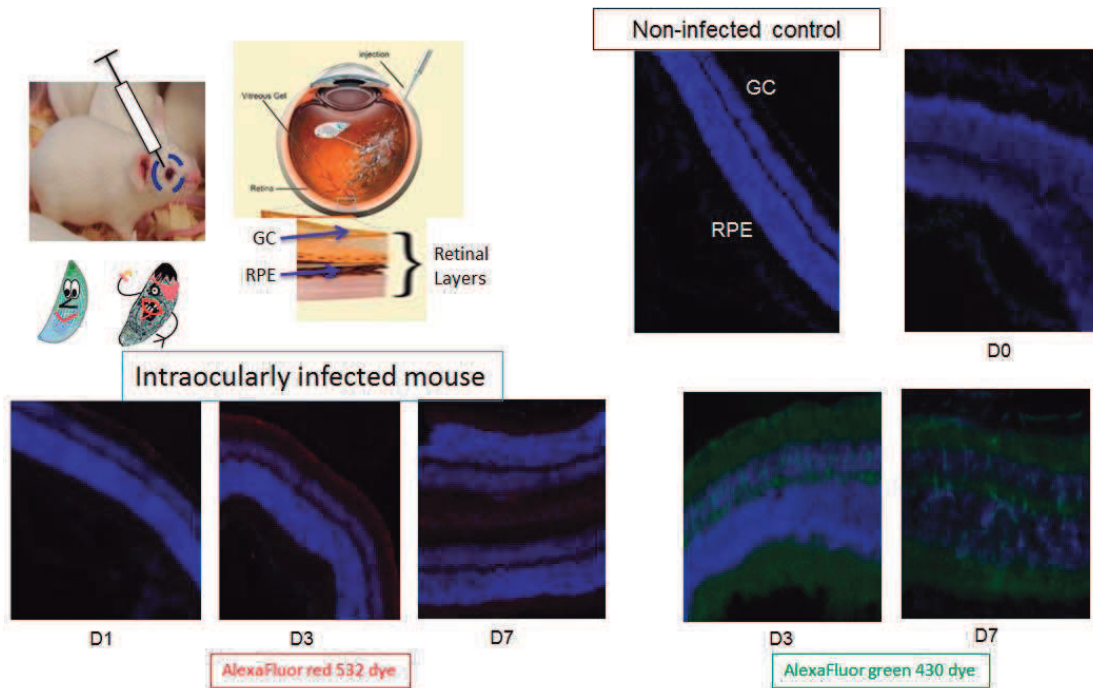 Non-infected control
injection
Vitreous Gel
Retina
GC
RPE
Retinal
Layers
GC
RPE
D0
Intraocularly infected mouse
D1
D3
D7
D3
D7
AlexaFluor red 532 dye
AlexaFluor green 430 dye